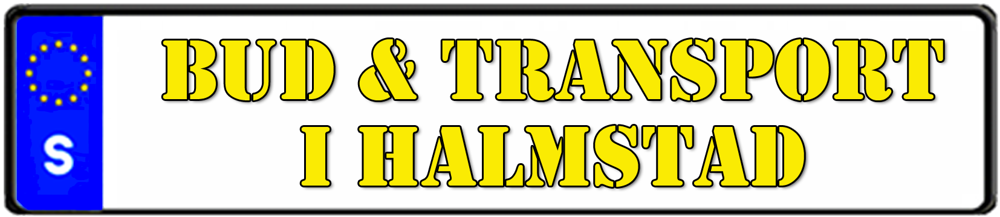 S
BUD & TRANSPORT
I HALMSTAD